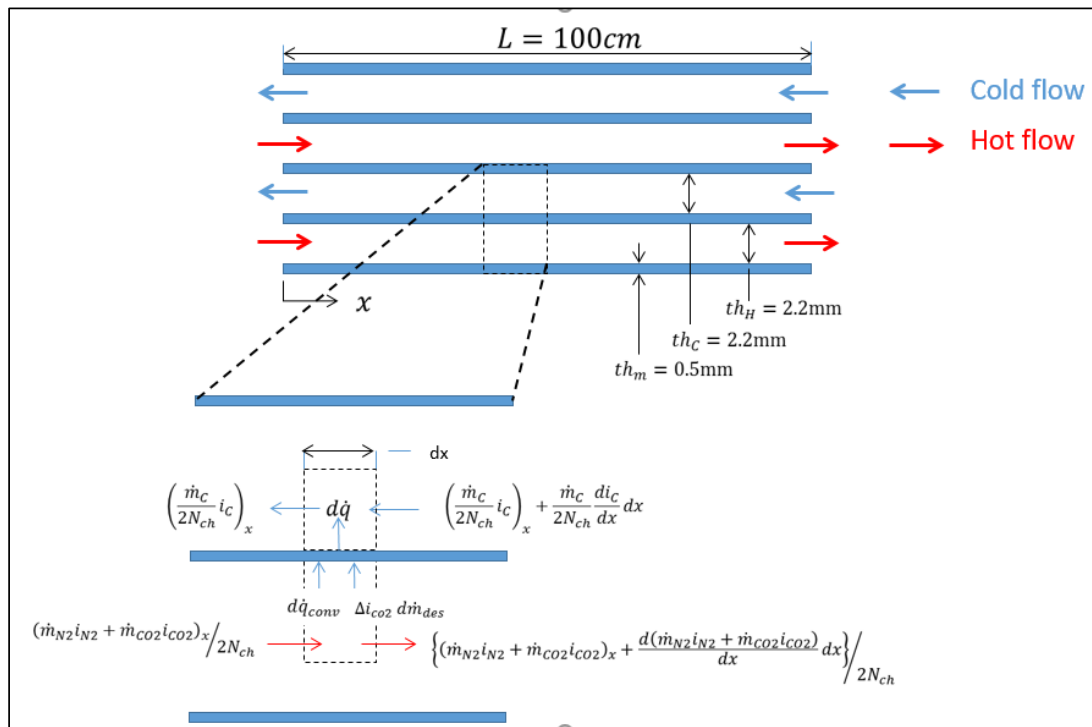 L = 100cm
Cold flow
Hot flow
x
th_H = 2.2mm
th_C = 2.2mm
th_m = 0.5mm
dx
(ṁ_C/2N_ch i_C)_x
dq̇
(ṁ_C/2N_ch i_C)_x + ṁ_C/2N_ch di_C/dx dx
dq̇_conv Δi_co2 dṁ_des
(ṁ_N2 i_N2 + ṁ_CO2 i_CO2)_x/2N_ch
{(ṁ_N2 i_N2 + ṁ_CO2 i_CO2)_x + d(ṁ_N2 i_N2 + ṁ_CO2 i_CO2)/dx dx}/2N_ch